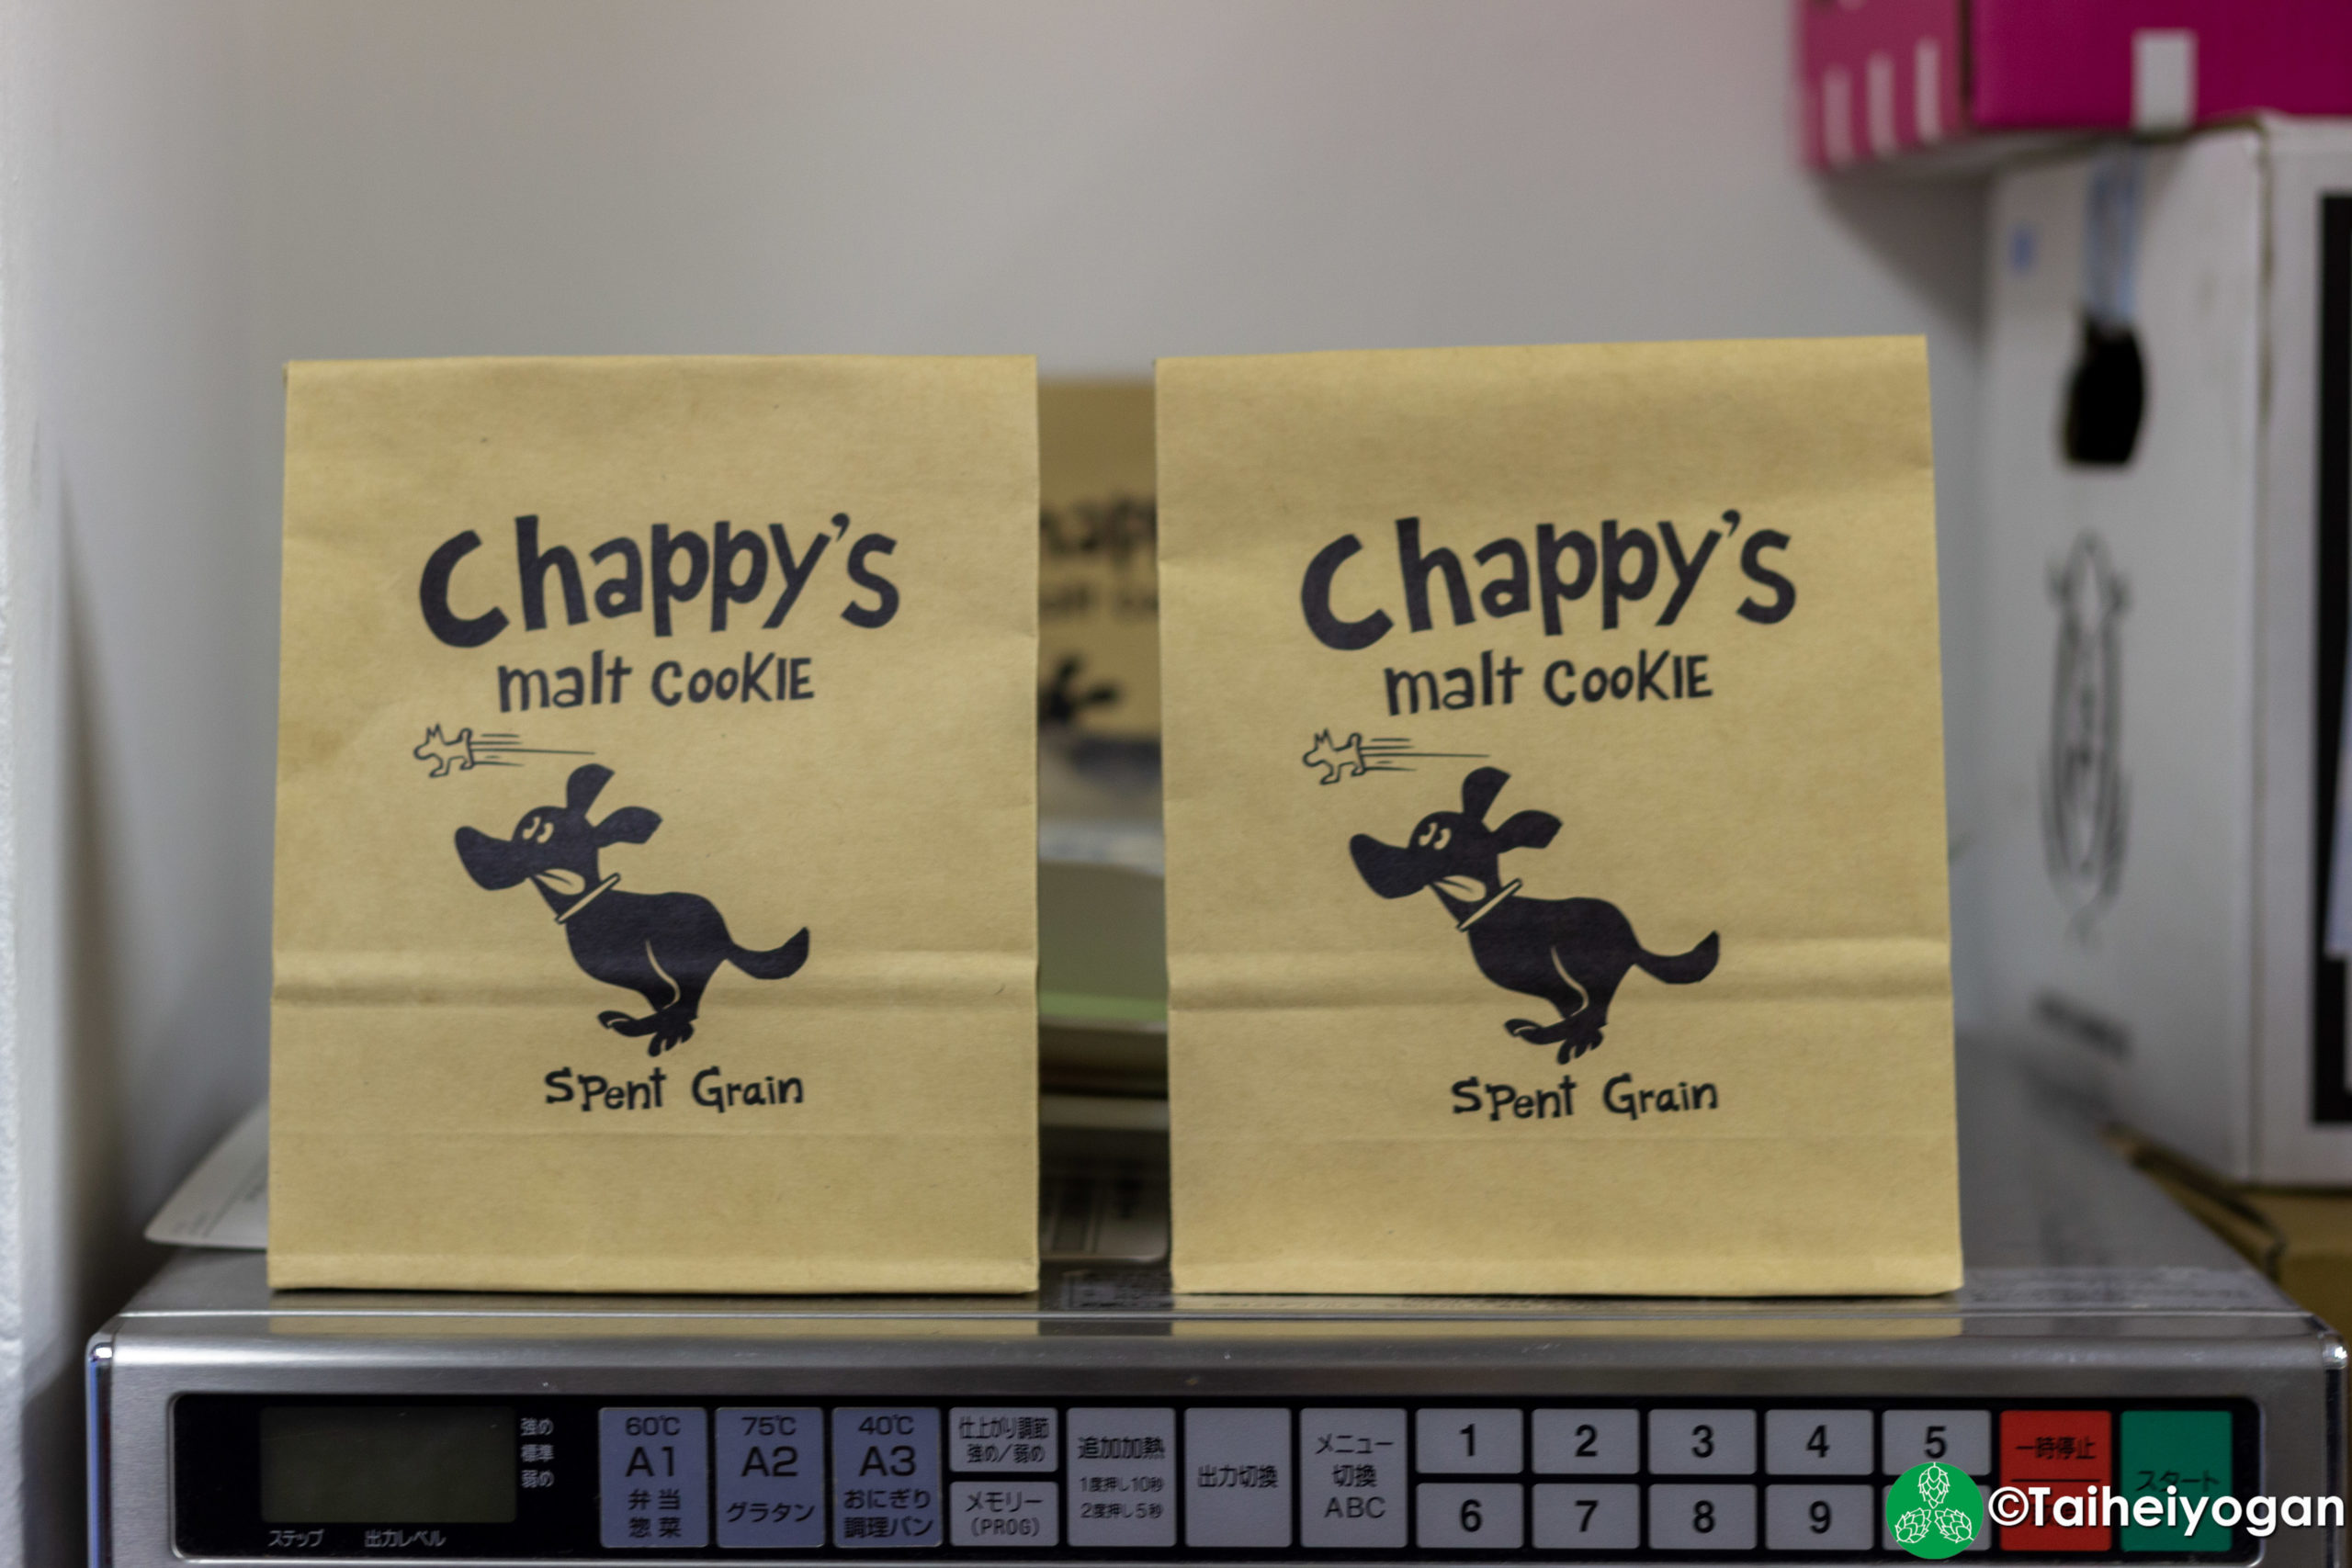 Chappy's
malt COOKIE
Spent Grain
Chappy's
malt COOKIE
Spent Grain
強め
標準
弱め
ステップ 出力レベル
60℃
A1
弁当
惣菜
75℃
A2
グラタン
40℃
A3
おにぎり
調理パン
仕上がり調節
強め/弱め
メモリー
(PROG)
追加加熱
1度押し10秒
2度押し5秒
出力切換
メニュー
切換
ABC
1 2 3 4 5
6 7 8 9
一時停止
スタート
©Taiheiyogan